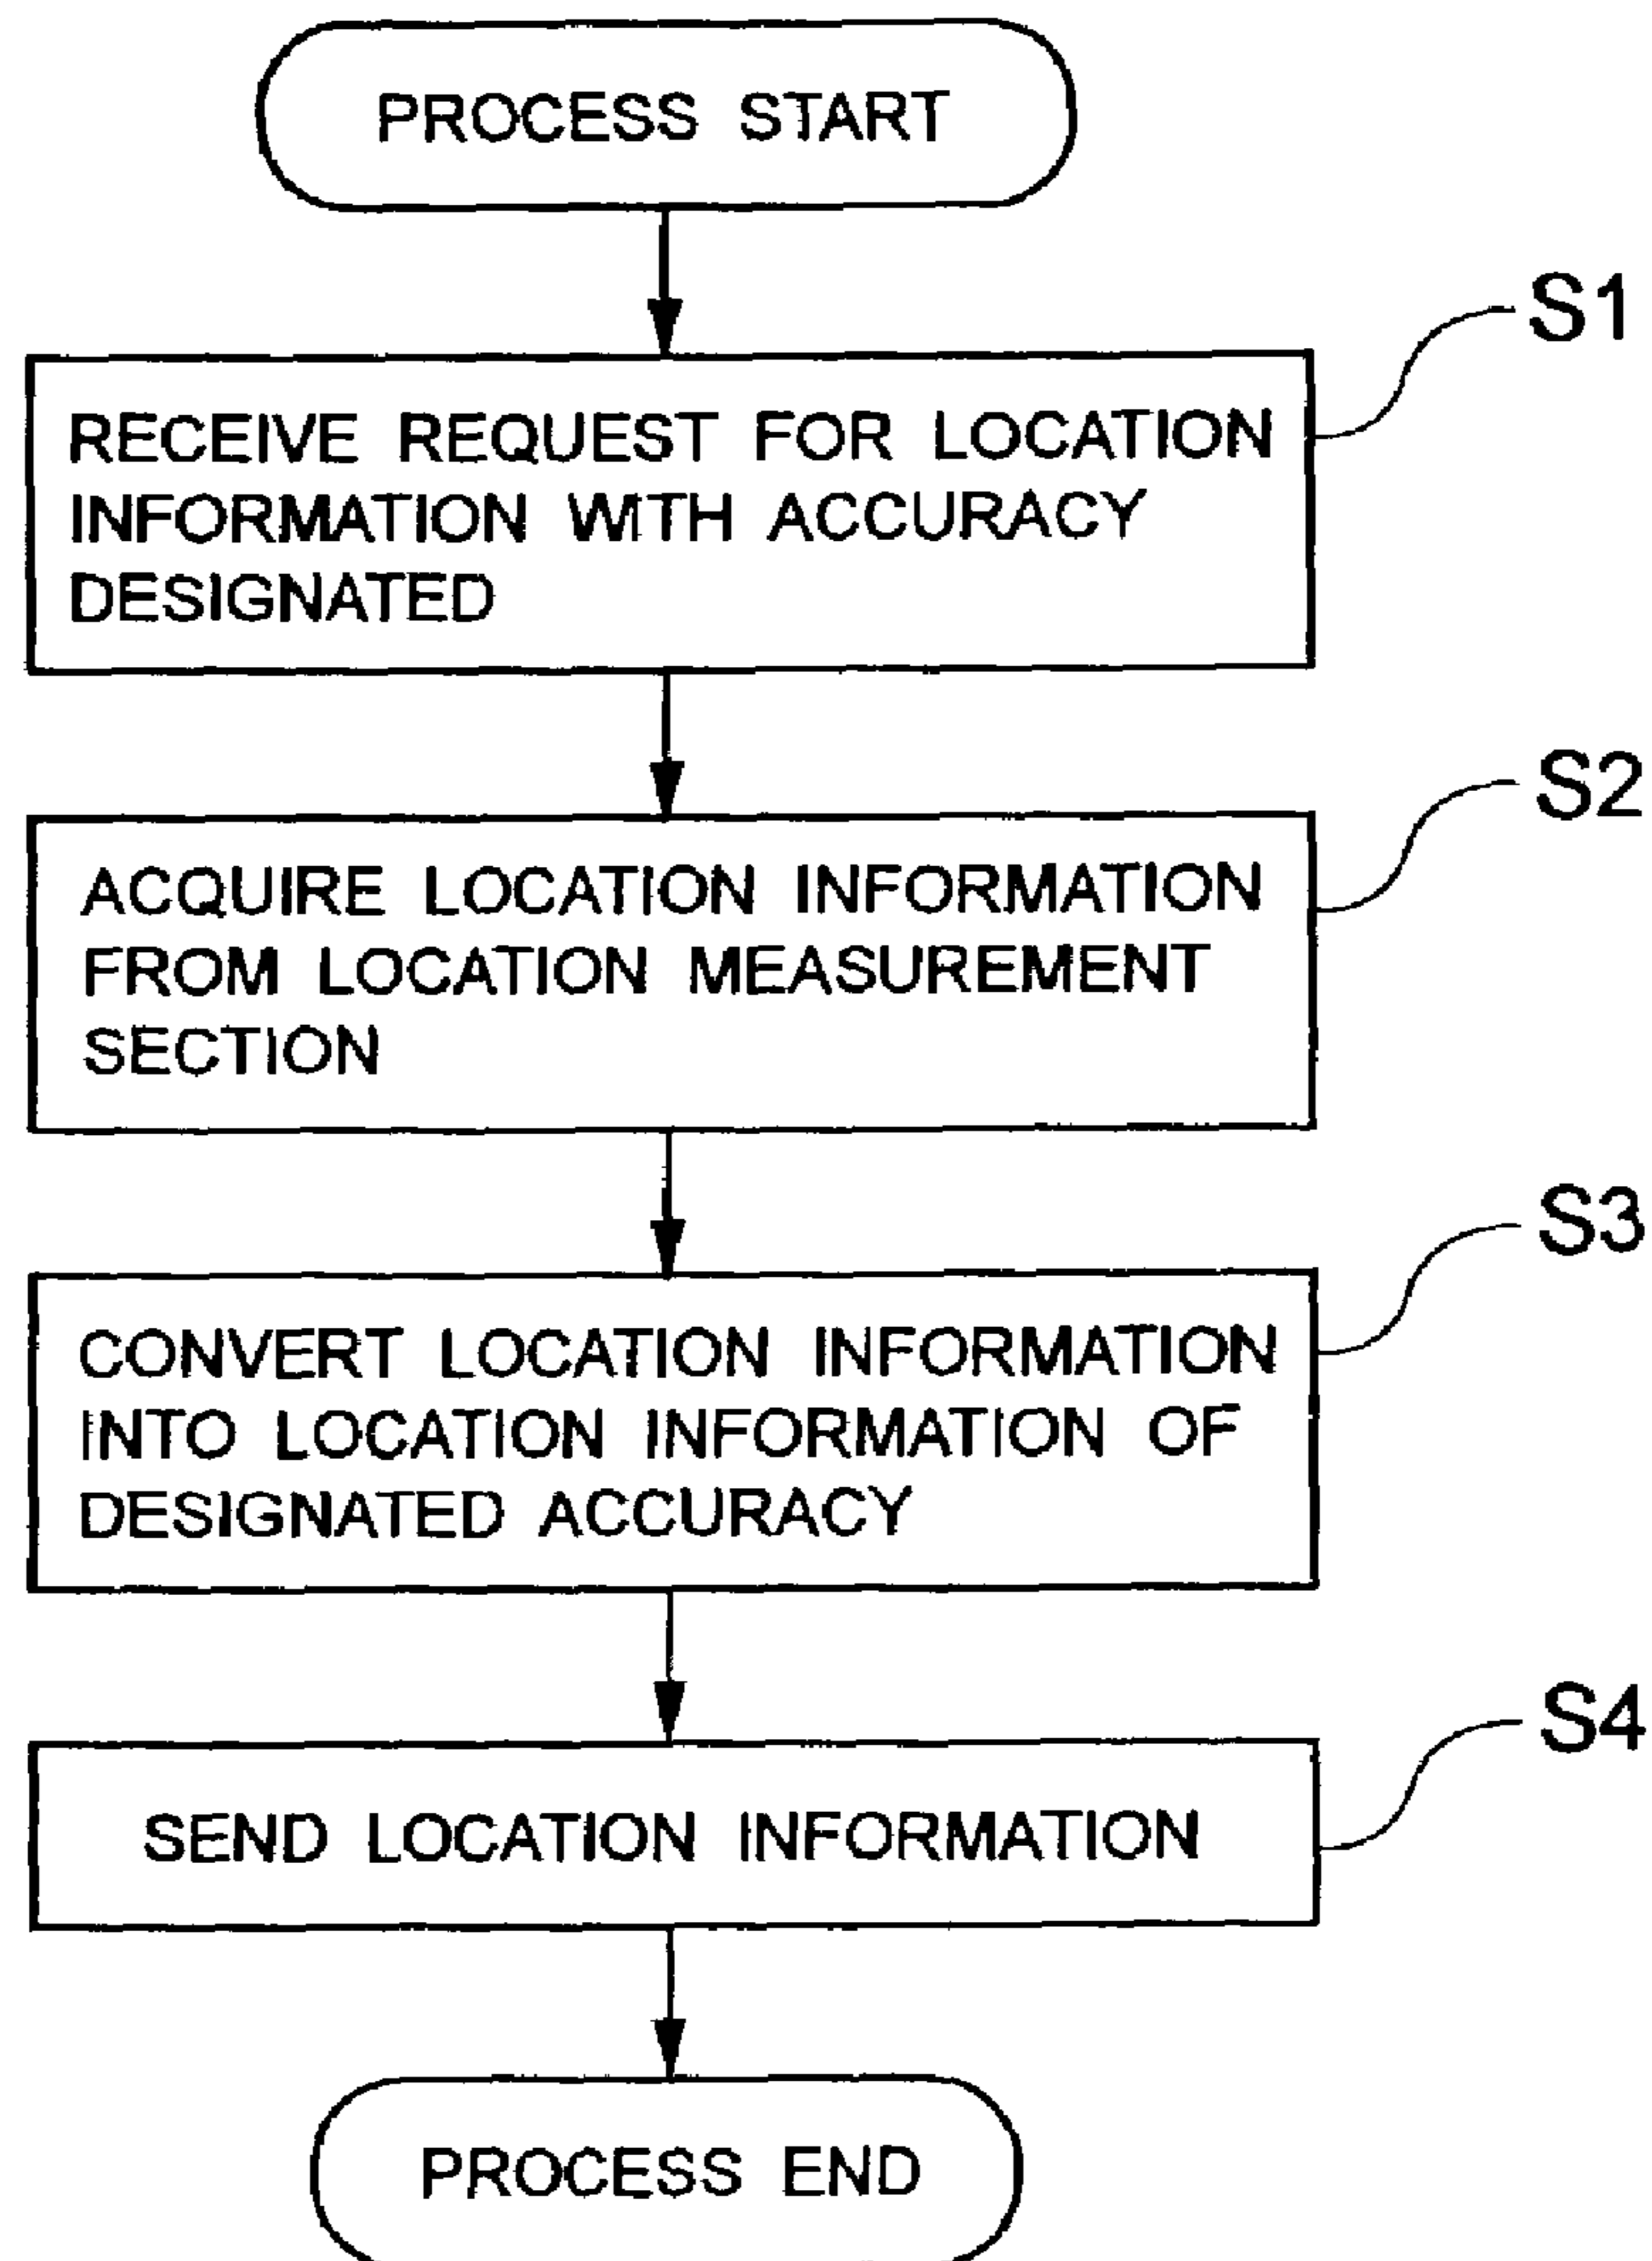 PROCESS START
S1
RECEIVE REQUEST FOR LOCATION
INFORMATION WITH ACCURACY
DESIGNATED
S2
ACQUIRE LOCATION INFORMATION
FROM LOCATION MEASUREMENT
SECTION
S3
CONVERT LOCATION INFORMATION
INTO LOCATION INFORMATION OF
DESIGNATED ACCURACY
S4
SEND LOCATION INFORMATION
PROCESS END